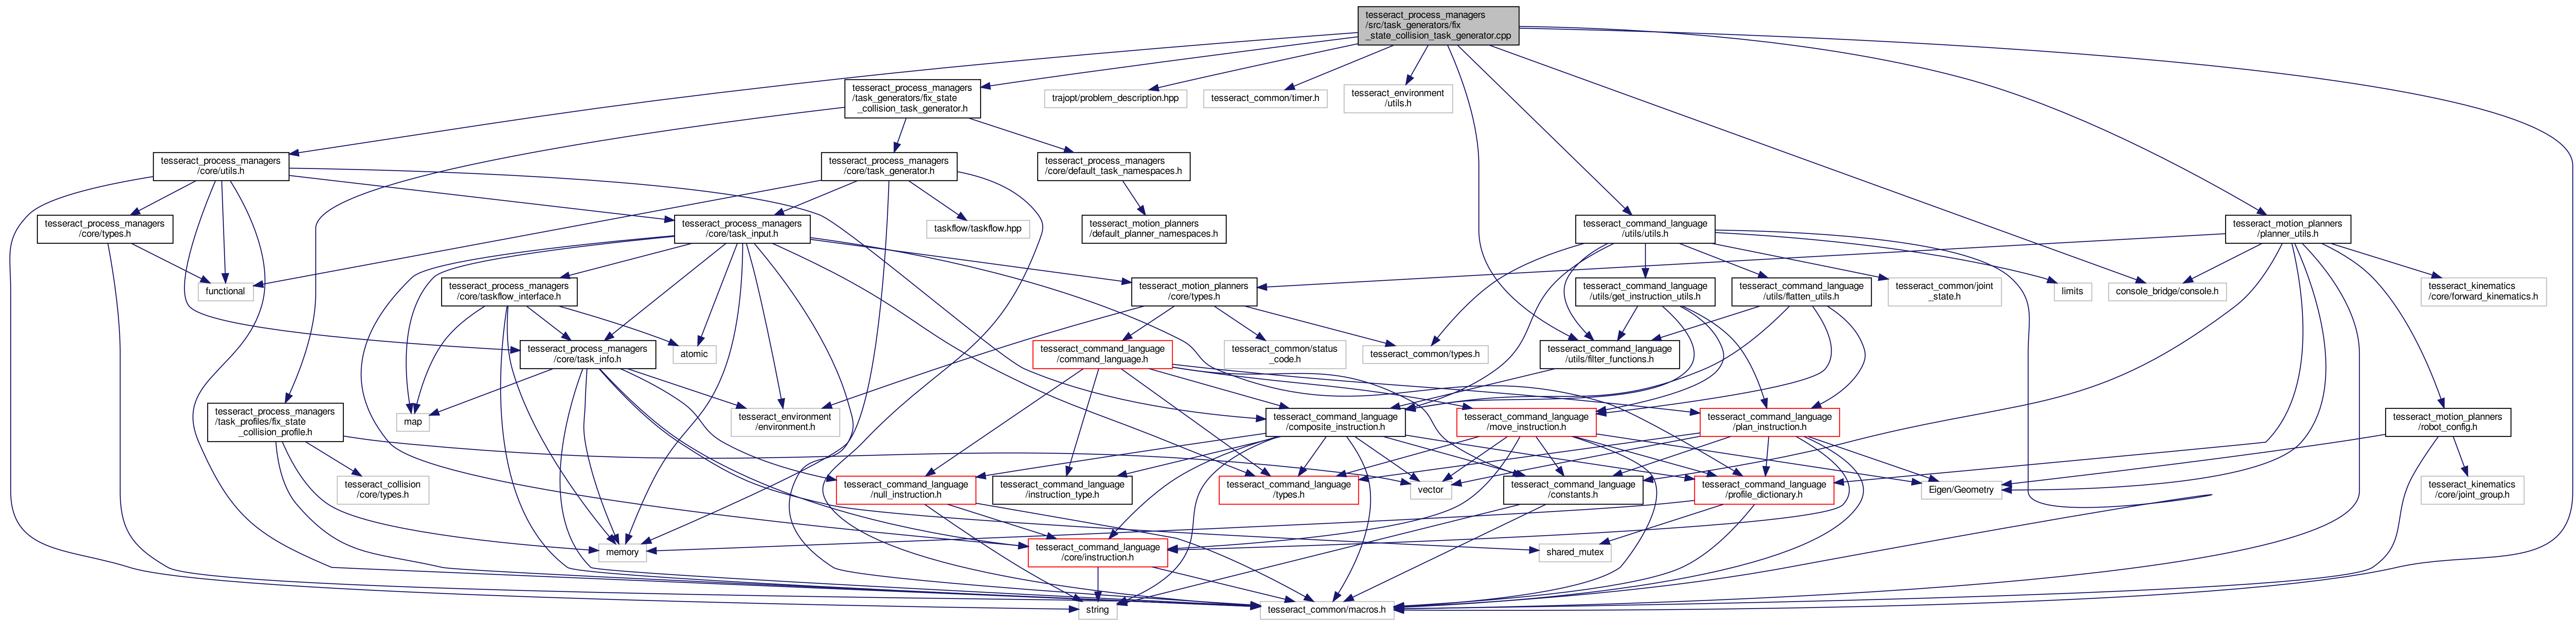 tesseract_process_managers
/src/task_generators/fix
_state_collision_task_generator.cpp
tesseract_process_managers
/task_generators/fix_state
_collision_task_generator.h
trajopt/problem_description.hpp
tesseract_common/timer.h
tesseract_environment
/utils.h
tesseract_process_managers
/core/utils.h
tesseract_process_managers
/core/task_generator.h
tesseract_process_managers
/core/default_task_namespaces.h
tesseract_process_managers
/core/types.h
tesseract_process_managers
/core/task_input.h
taskflow/taskflow.hpp
tesseract_motion_planners
/default_planner_namespaces.h
tesseract_command_language
/utils/utils.h
tesseract_motion_planners
/planner_utils.h
functional
tesseract_process_managers
/core/taskflow_interface.h
tesseract_motion_planners
/core/types.h
tesseract_command_language
/utils/get_instruction_utils.h
tesseract_command_language
/utils/flatten_utils.h
tesseract_common/joint
_state.h
limits
console_bridge/console.h
tesseract_kinematics
/core/forward_kinematics.h
tesseract_process_managers
/core/task_info.h
atomic
tesseract_command_language
/command_language.h
tesseract_common/status
_code.h
tesseract_common/types.h
tesseract_command_language
/utils/filter_functions.h
tesseract_process_managers
/task_profiles/fix_state
_collision_profile.h
map
tesseract_environment
/environment.h
tesseract_command_language
/composite_instruction.h
tesseract_command_language
/move_instruction.h
tesseract_command_language
/plan_instruction.h
tesseract_motion_planners
/robot_config.h
tesseract_collision
/core/types.h
tesseract_command_language
/null_instruction.h
tesseract_command_language
/instruction_type.h
tesseract_command_language
/types.h
vector
tesseract_command_language
/constants.h
tesseract_command_language
/profile_dictionary.h
Eigen/Geometry
tesseract_kinematics
/core/joint_group.h
memory
tesseract_command_language
/core/instruction.h
shared_mutex
string
tesseract_common/macros.h